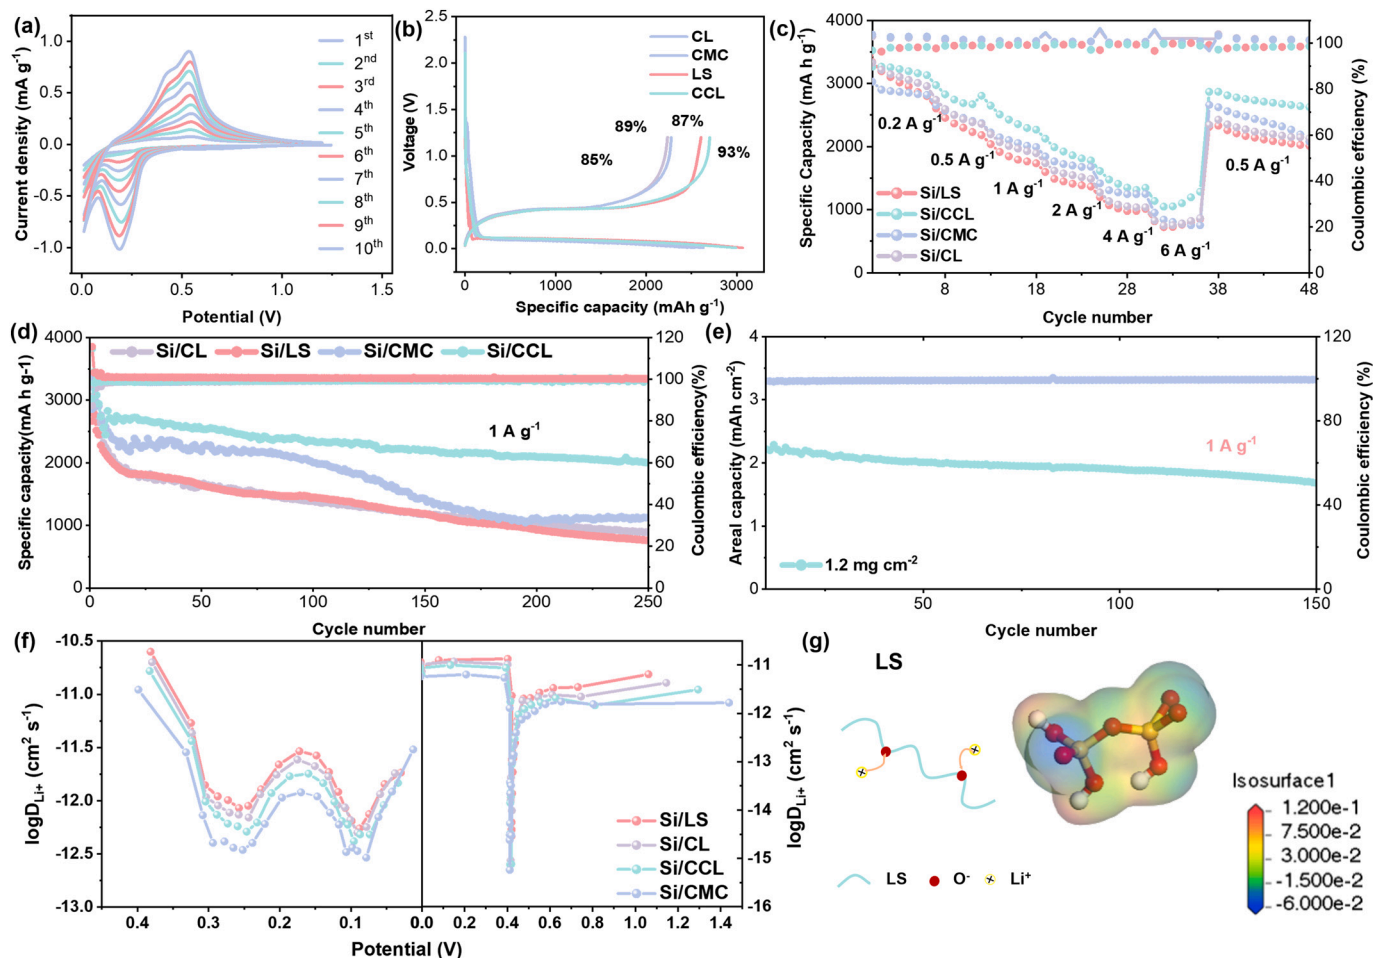 (a)
Current density (mA g-1)
1.0
0.5
0.0
-0.5
-1.0
0.0
0.5
1.0
1.5
Potential (V)
1st
2nd
3rd
4th
5th
6th
7th
8th
9th
10th
(b)
Voltage (V)
2.5
2.0
1.5
1.0
0.5
0.0
0
1000
2000
3000
Specific capacity (mAh g-1)
CL
CMC
LS
CCL
89%
87%
85%
93%
(c)
Specific Capacity (mA h g-1)
4000
3000
2000
1000
0
8
18
28
38
48
Cycle number
100
80
60
40
20
0
Coulombic effciency (%)
0.2 A g-1
0.5 A g-1
1 A g-1
2 A g-1
4 A g-1
6 A g-1
0.5 A g-1
Si/LS
Si/CCL
Si/CMC
Si/CL
(d)
Specific capacity(mA h g-1)
4000
3000
2000
1000
0
0
50
100
150
200
250
Cycle number
120
100
80
60
40
20
0
Coulombic efficiency(%)
Si/CL
Si/LS
Si/CMC
Si/CCL
1 A g-1
(e)
Areal capacity (mAh cm-2)
4
3
2
1
0
50
100
150
Cycle number
120
80
40
0
Coulombic efficiency (%)
1 A g-1
1.2 mg cm-2
(f)
logDLi+ (cm2 s-1)
-10.5
-11.0
-11.5
-12.0
-12.5
-13.0
0.4
0.3
0.2
0.1
0.0
0.0
0.2
0.4
0.6
0.8
1.0
1.2
1.4
Potential (V)
-11
-12
-13
-14
-15
-16
logDLi+ (cm2 s-1)
Si/LS
Si/CL
Si/CCL
Si/CMC
(g)
LS
LS
O-
Li+
Isosurface1
1.200e-1
7.500e-2
3.000e-2
-1.500e-2
-6.000e-2